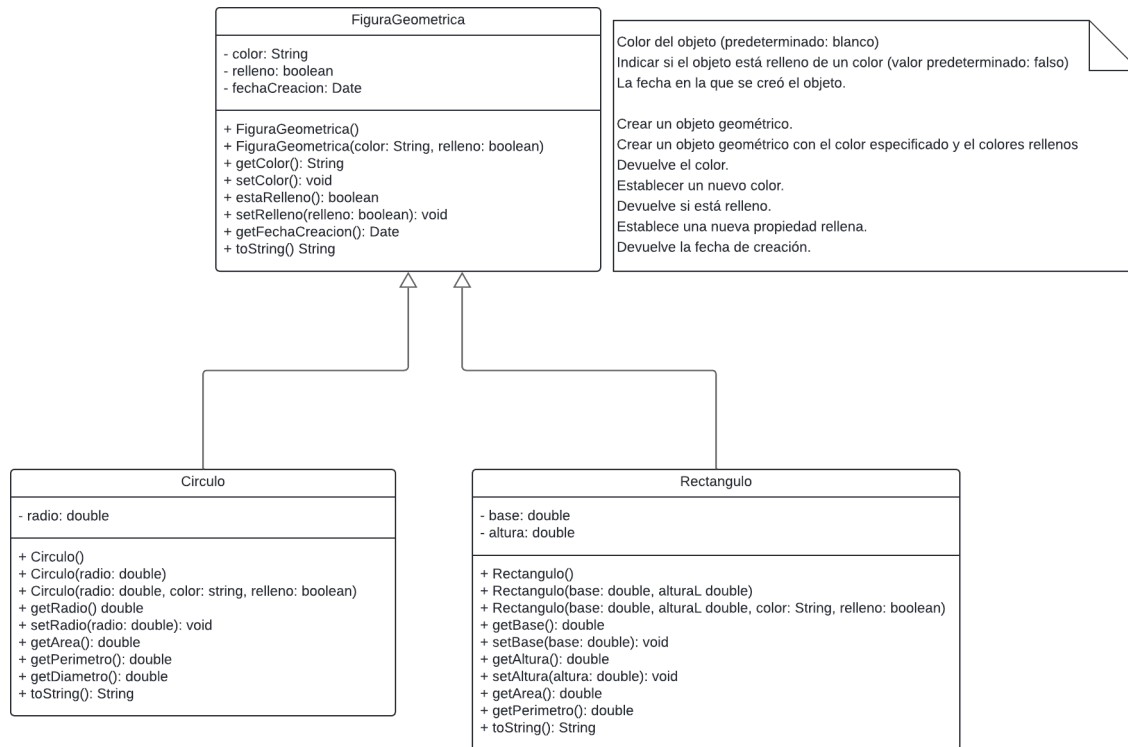 FiguraGeometrica
- color: String
- relleno: boolean
- fechaCreacion: Date
+ FiguraGeometrica()
+ FiguraGeometrica(color: String, relleno: boolean)
+ getColor(): String
+ setColor(): void
+ estaRelleno(): boolean
+ setRelleno(relleno: boolean): void
+ getFechaCreacion(): Date
+ toString() String
Color del objeto (predeterminado: blanco)
Indicar si el objeto está relleno de un color (valor predeterminado: falso)
La fecha en la que se creó el objeto.
Crear un objeto geométrico.
Crear un objeto geométrico con el color especificado y el colores rellenos
Devuelve el color.
Establecer un nuevo color.
Devuelve si está relleno.
Establece una nueva propiedad rellena.
Devuelve la fecha de creación.
Circulo
- radio: double
+ Circulo()
+ Circulo(radio: double)
+ Circulo(radio: double, color: string, relleno: boolean)
+ getRadio() double
+ setRadio(radio: double): void
+ getArea(): double
+ getPerimetro(): double
+ getDiametro(): double
+ toString(): String
Rectangulo
- base: double
- altura: double
+ Rectangulo()
+ Rectangulo(base: double, alturaL double)
+ Rectangulo(base: double, alturaL double, color: String, relleno: boolean)
+ getBase(): double
+ setBase(base: double): void
+ getAltura(): double
+ setAltura(altura: double): void
+ getArea(): double
+ getPerimetro(): double
+ toString(): String